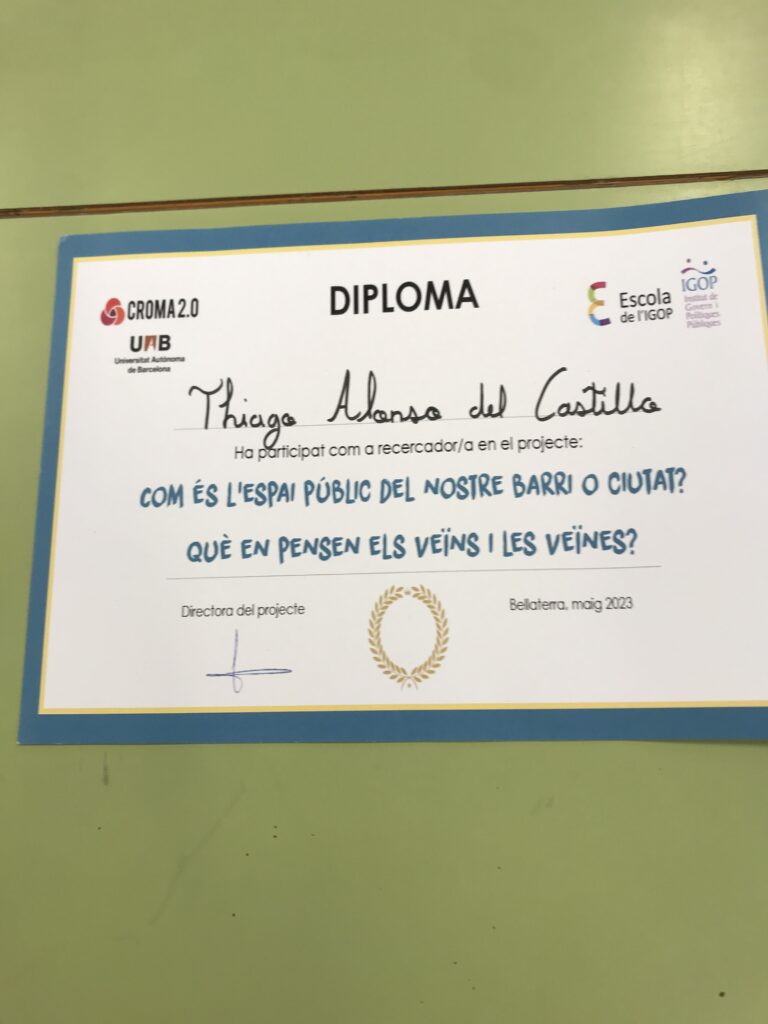 CROMA 2.0
UAB
Universitat Autònoma
de Barcelona
DIPLOMA
Escola
de l'IGOP
IGOP
Institut de
Govern i
Polítiques
Públiques
Thiago Alonso del Castillo
Ha participat com a recercador/a en el projecte:
COM ÉS L'ESPAI PÚBLIC DEL NOSTRE BARRI O CIUTAT?
QUÈ EN PENSEN ELS VEÏNS I LES VEÏNES?
Directora del projecte
Bellaterra, maig 2023